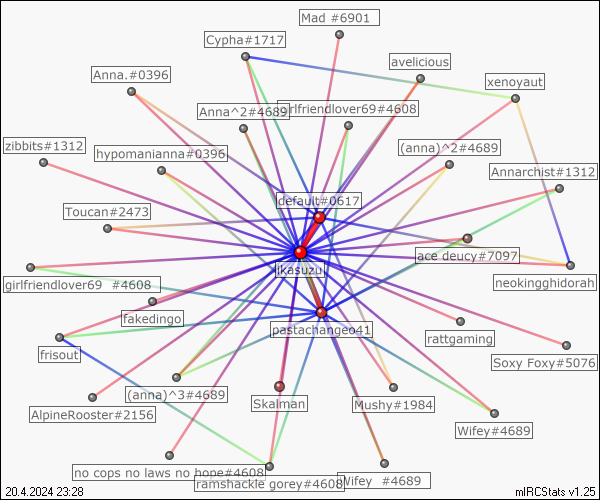 Mad #6901
Cypha#1717
avelicious
Anna.#0396
xenoyaut
Anna^2#4689
girlfriendlover69#4608
zibbits#1312
hypomanianna#0396
(anna)^2#4689
Annarchist#1312
default#0617
Toucan#2473
ace deucy#7097
ikasuzu
girlfriendlover69 #4608
neokingghidorah
fakedingo
pastachangeo41
rattgaming
frisout
Soxy Foxy#5076
(anna)^3#4689
Skalman
Mushy#1984
AlpineRooster#2156
Wifey#4689
no cops no laws no hope#4608
ramshackle gorey#4608
Wifey #4689
20.4.2024 23:28
mIRCStats v1.25